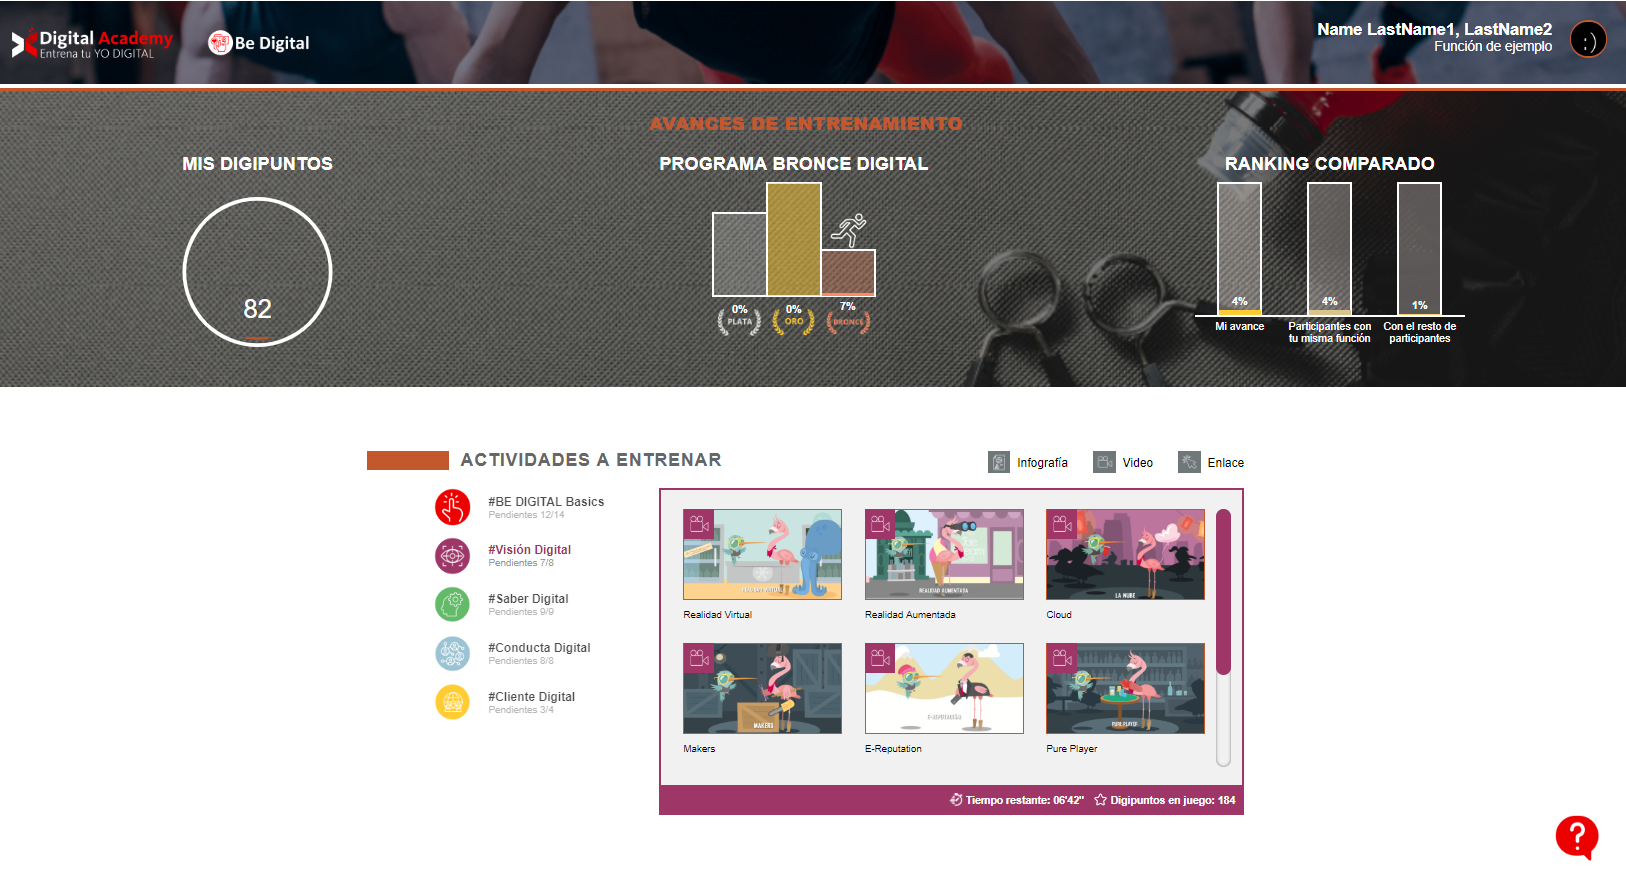 Digital Academy
Entrena tu YO DIGITAL
Be Digital
Name LastName1, LastName2
Función de ejemplo
:)
AVANCES DE ENTRENAMIENTO
MIS DIGIPUNTOS
82
PROGRAMA BRONCE DIGITAL
0%
PLATA
0%
ORO
7%
BRONCE
RANKING COMPARADO
4%
4%
1%
Mi avance
Participantes con
tu misma función
Con el resto de
participantes
ACTIVIDADES A ENTRENAR
Infografía
Video
Enlace
#BE DIGITAL Basics
Pendientes 12/14
#Visión Digital
Pendientes 7/8
#Saber Digital
Pendientes 9/9
#Conducta Digital
Pendientes 8/8
#Cliente Digital
Pendientes 3/4
REALIDAD VIRTUAL
Realidad Virtual
REALIDAD AUMENTADA
Realidad Aumentada
LA NUBE
Cloud
MAKERS
Makers
E-REPUTACIÓN
E-Reputation
PURE PLAYER
Pure Player
Tiempo restante: 06'42"
Digipuntos en juego: 184
?